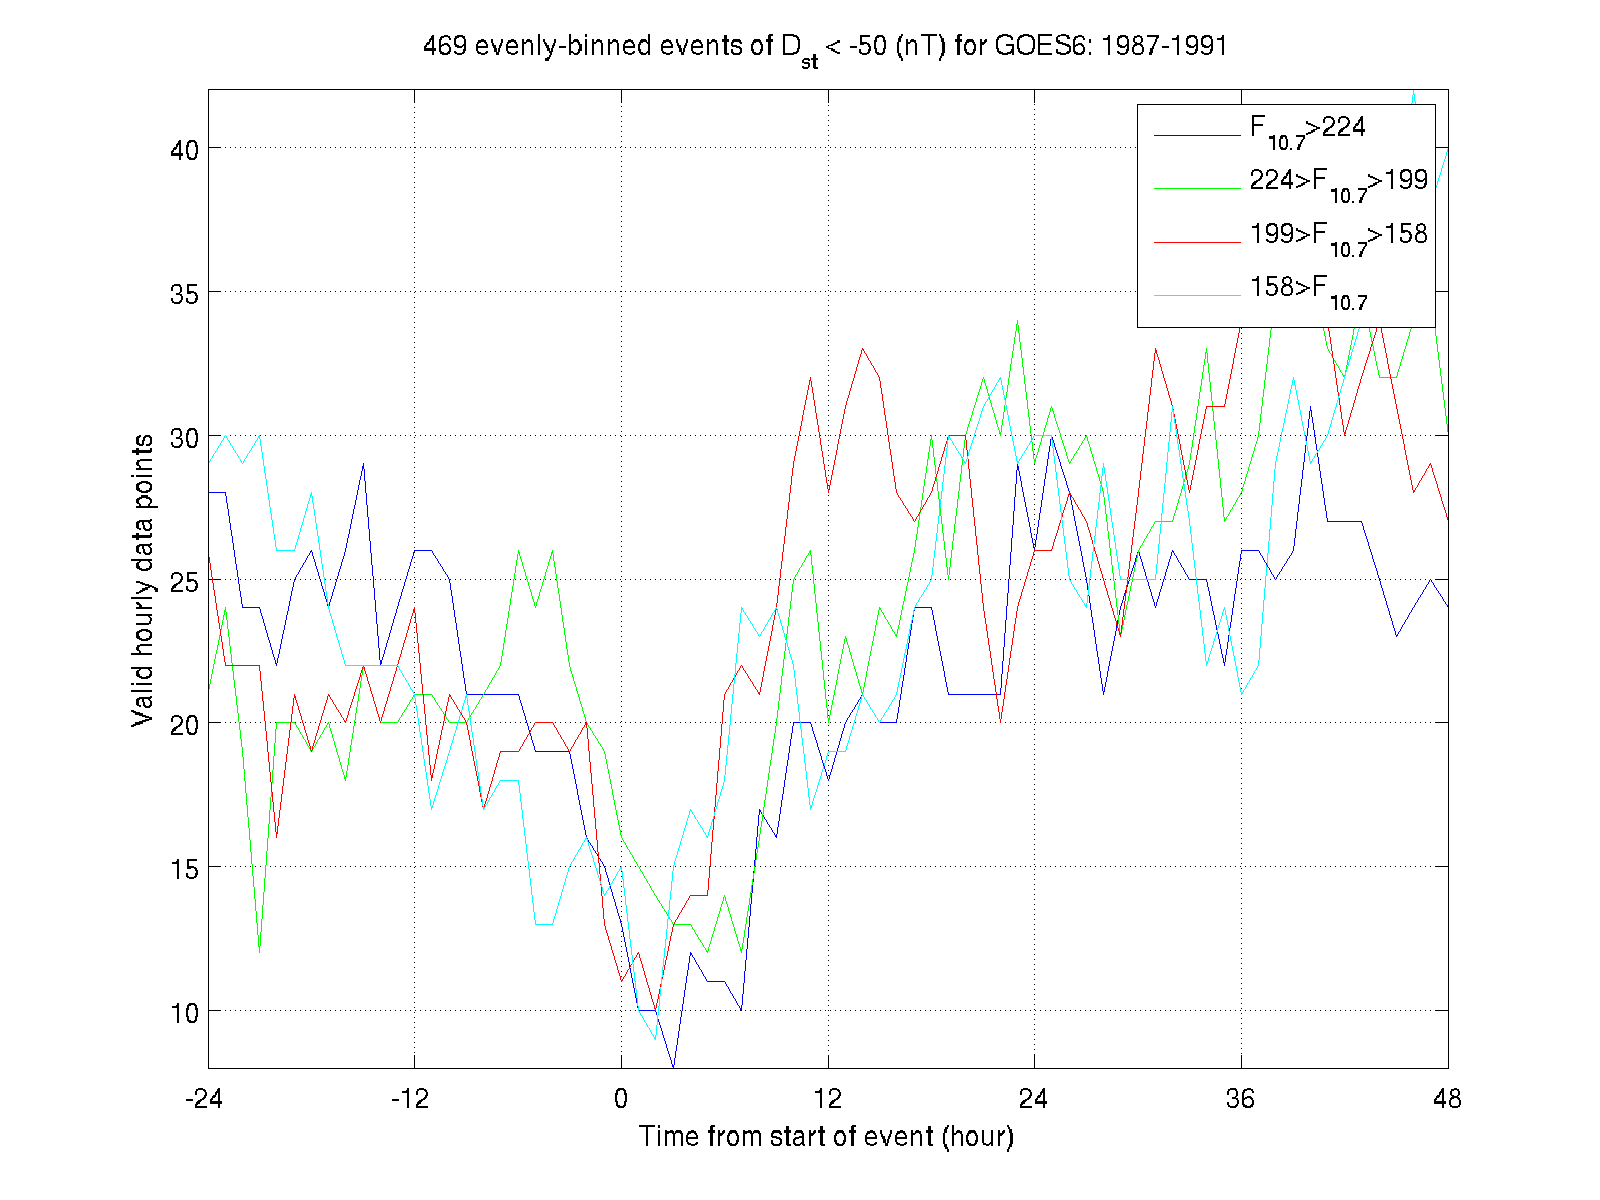 469 evenly-binned events of Dst < -50 (nT) for GOES6: 1987-1991
F10.7>224
224>F10.7>199
199>F10.7>158
158>F10.7
40
35
30
25
20
15
10
Valid hourly data points
-24 -12 0 12 24 36 48
Time from start of event (hour)